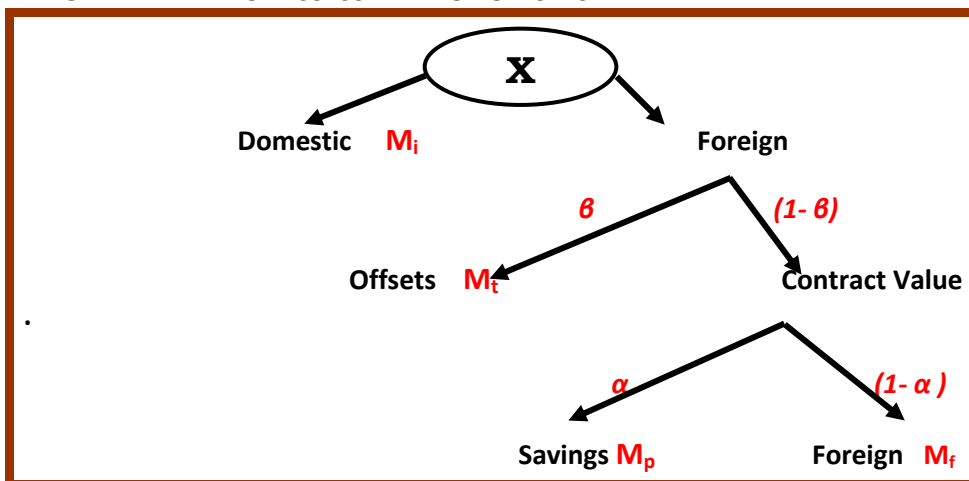 X
Domestic Mi
Foreign
β (1- β)
Offsets Mt
Contract Value
.
α (1- α )
Savings Mp
Foreign Mf